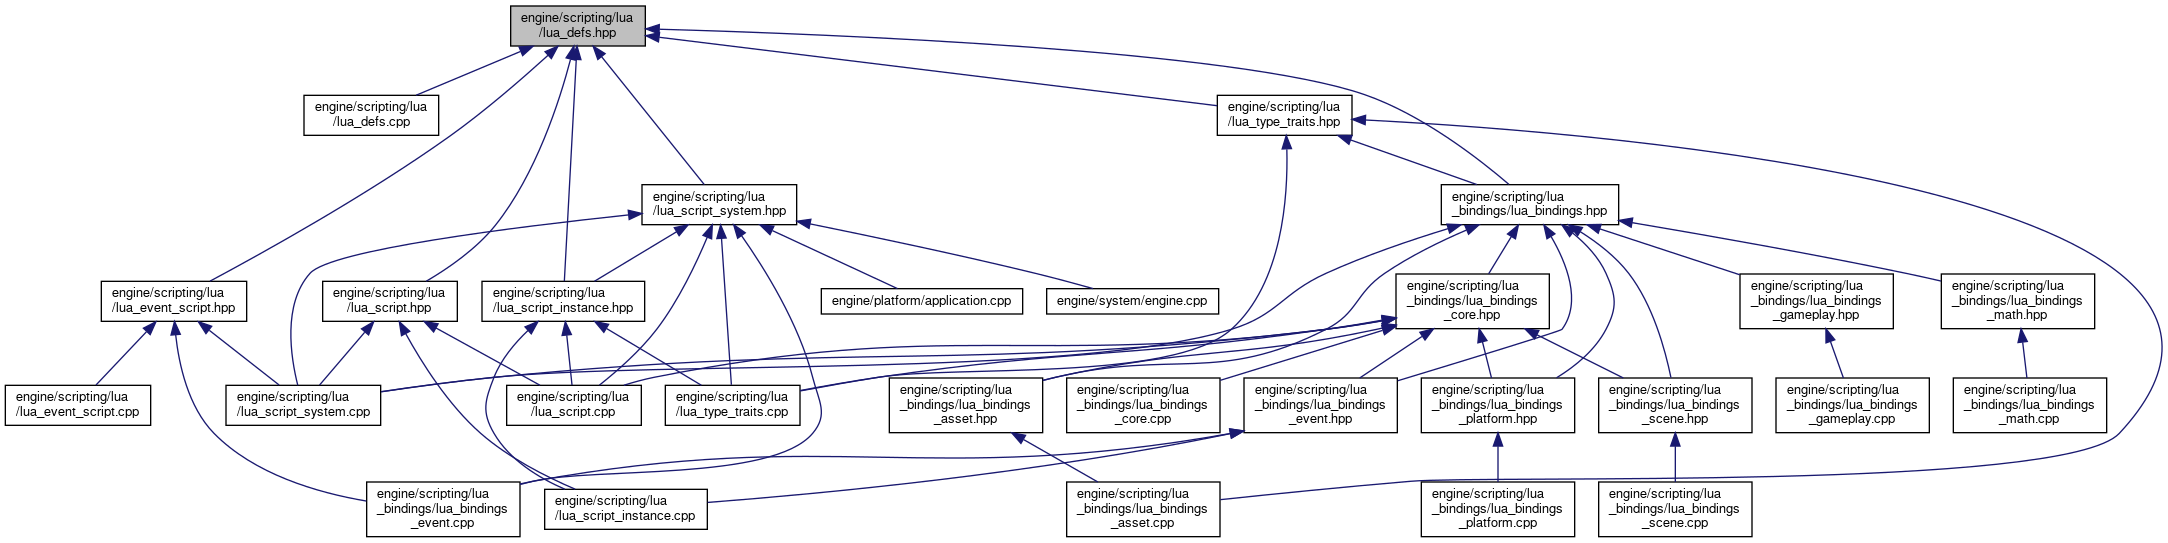 engine/scripting/lua
/lua_defs.hpp
engine/scripting/lua
/lua_defs.cpp
engine/scripting/lua
/lua_type_traits.hpp
engine/scripting/lua
/lua_script_system.hpp
engine/scripting/lua
_bindings/lua_bindings.hpp
engine/scripting/lua
/lua_event_script.hpp
engine/scripting/lua
/lua_script.hpp
engine/scripting/lua
/lua_script_instance.hpp
engine/platform/application.cpp
engine/system/engine.cpp
engine/scripting/lua
_bindings/lua_bindings
_core.hpp
engine/scripting/lua
_bindings/lua_bindings
_gameplay.hpp
engine/scripting/lua
_bindings/lua_bindings
_math.hpp
engine/scripting/lua
/lua_event_script.cpp
engine/scripting/lua
/lua_script_system.cpp
engine/scripting/lua
/lua_script.cpp
engine/scripting/lua
/lua_type_traits.cpp
engine/scripting/lua
_bindings/lua_bindings
_asset.hpp
engine/scripting/lua
_bindings/lua_bindings
_core.cpp
engine/scripting/lua
_bindings/lua_bindings
_event.hpp
engine/scripting/lua
_bindings/lua_bindings
_platform.hpp
engine/scripting/lua
_bindings/lua_bindings
_scene.hpp
engine/scripting/lua
_bindings/lua_bindings
_gameplay.cpp
engine/scripting/lua
_bindings/lua_bindings
_math.cpp
engine/scripting/lua
_bindings/lua_bindings
_event.cpp
engine/scripting/lua
/lua_script_instance.cpp
engine/scripting/lua
_bindings/lua_bindings
_asset.cpp
engine/scripting/lua
_bindings/lua_bindings
_platform.cpp
engine/scripting/lua
_bindings/lua_bindings
_scene.cpp